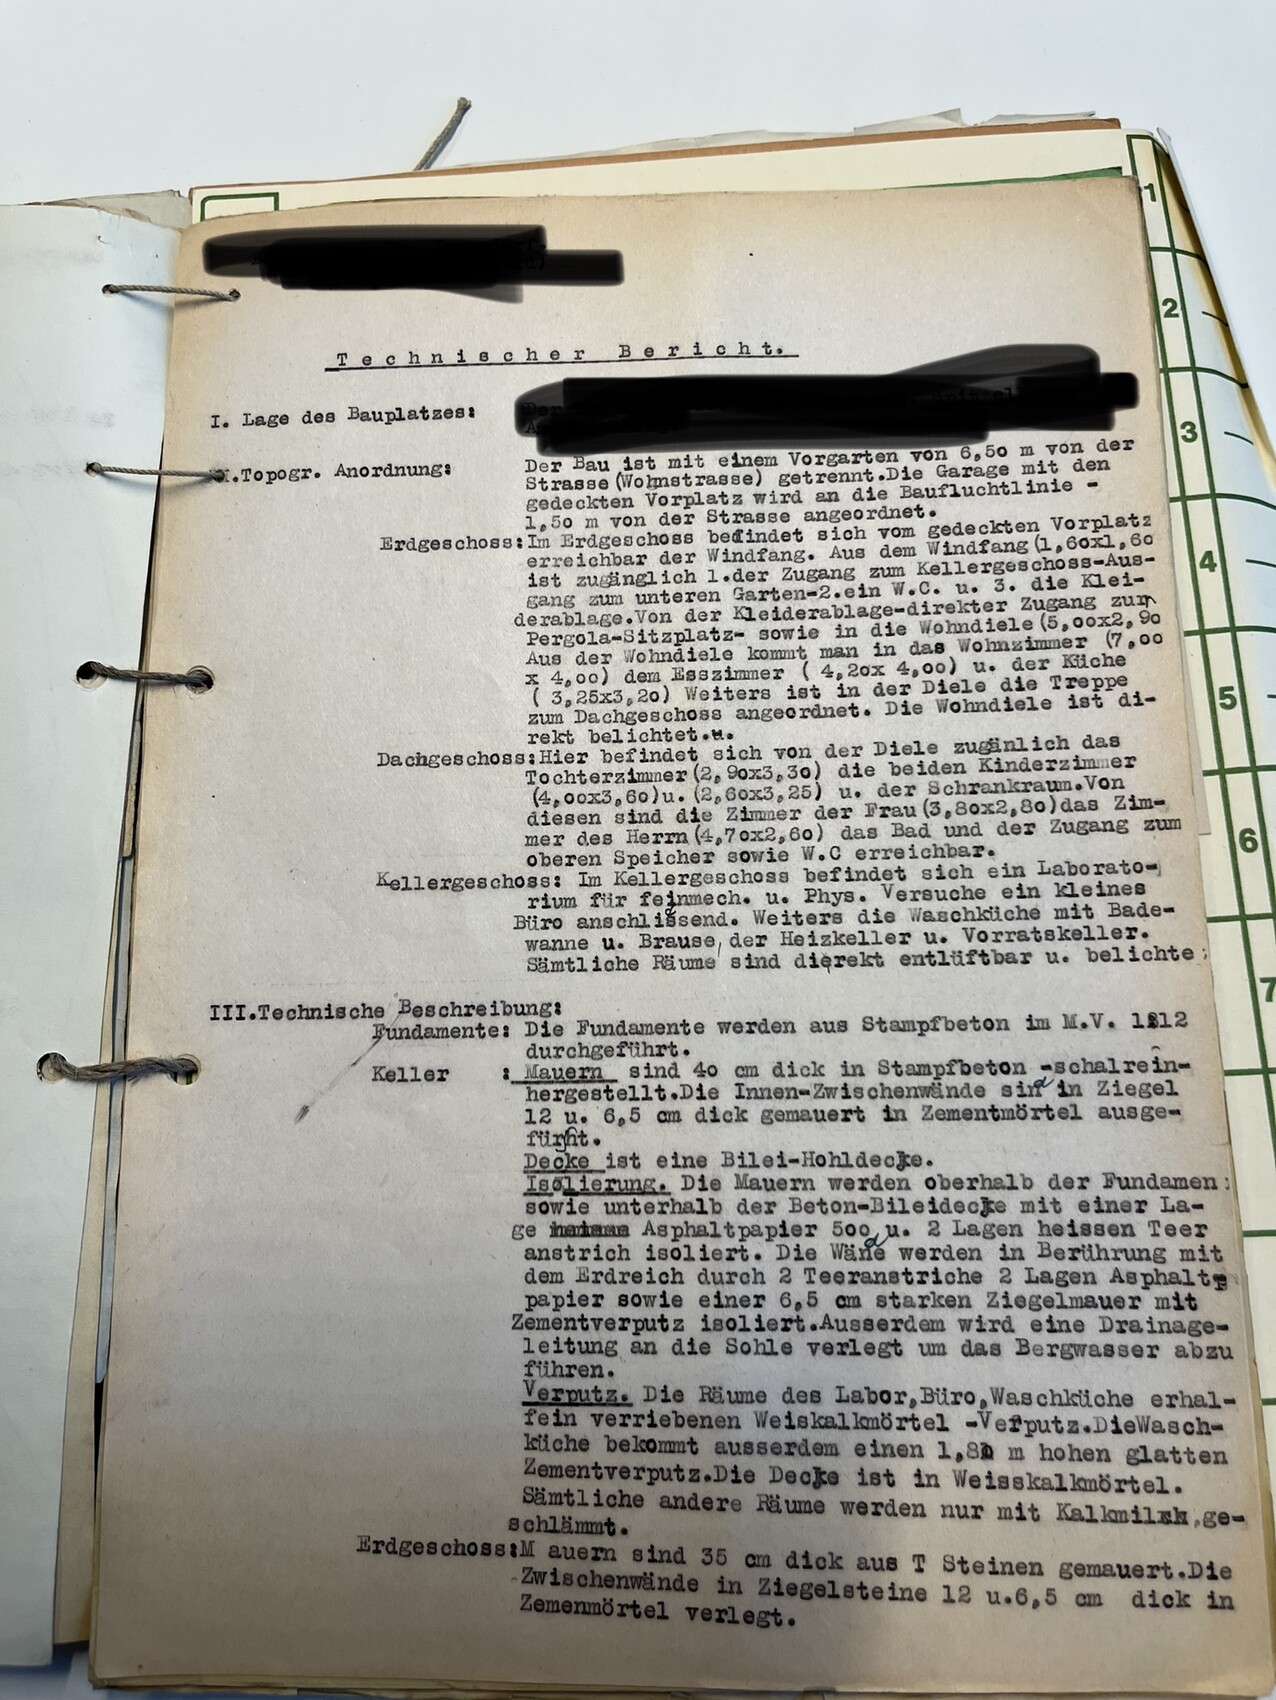 Technischer Bericht.
I. Lage des Bauplatzes:
Der
II.Topogr. Anordnung: Der Bau ist mit einem Vorgarten von 6,50 m von der
Strasse(Wohnstrasse) getrennt.Die Garage mit den
gedeckten Vorplatz wird an die Baufluchtlinie -
1,50 m von der Strasse angeordnet.
Erdgeschoss:Im Erdgeschoss befindet sich vom gedeckten Vorplatz
erreichbar der Windfang. Aus dem Windfang(1,60x1,60
ist zugänglich 1.der Zugang zum Kellergeschoss-Aus-
gang zum unteren Garten-2.ein W.C. u. 3. die Klei-
derablage.Von der Kleiderablage-direkter Zugang zum
Pergola-Sitzplatz- sowie in die Wohndiele(5,00x2,90
Aus der Wohndiele kommt man in das Wohnzimmer (7,00
x 4,00) dem Esszimmer ( 4,20x 4,00) u. der Küche
( 3,25x3,20) Weiters ist in der Diele die Treppe
zum Dachgeschoss angeordnet. Die Wohndiele ist di-
rekt belichtet.u.
Dachgeschoss:Hier befindet sich von der Diele zugänlich das
Tochterzimmer(2,90x3,30) die beiden Kinderzimmer
(4,00x3,60)u. (2,60x3,25) u. der Schrankraum.Von
diesen sind die Zimmer der Frau(3,80x2,80)das Zim-
mer des Herrn(4,70x2,60) das Bad und der Zugang zum
oberen Speicher sowie W.C erreichbar.
Kellergeschoss: Im Kellergeschoss befindet sich ein Laborato-
rium für feinmech. u. Phys. Versuche ein kleines
Büro anschliessend. Weiters die Waschküche mit Bade-
wanne u. Brause, der Heizkeller u. Vorratskeller.
Sämtliche Räume sind direkt entlüftbar u. belichte
III.Technische Beschreibung:
Fundamente: Die Fundamente werden aus Stampfbeton im M.V. 1:12
durchgeführt.
Keller : Mauern sind 40 cm dick in Stampfbeton -schalrein-
hergestellt.Die Innen-Zwischenwände sind in Ziegel
12 u. 6,5 cm dick gemauert in Zementmörtel ausge-
fürht.
Decke ist eine Bilei-Hohldecke.
Isolierung. Die Mauern werden oberhalb der Fundamen
sowie unterhalb der Beton-Bileidecke mit einer La-
ge Asphaltpapier 500 u. 2 Lagen heissen Teer
anstrich isoliert. Die Wände werden in Berührung mit
dem Erdreich durch 2 Teeranstriche 2 Lagen Asphalt-
papier sowie einer 6,5 cm starken Ziegelmauer mit
Zementverputz isoliert.Ausserdem wird eine Drainage-
leitung an die Sohle verlegt um das Bergwasser abzu
führen.
Verputz. Die Räume des Labor,Büro,Waschküche erhal-
fein verriebenen Weiskalkmörtel -Verputz.DieWasch-
küche bekommt ausserdem einen 1,80 m hohen glatten
Zementverputz.Die Decke ist in Weisskalkmörtel.
Sämtliche andere Räume werden nur mit Kalkmilch,ge-
schlämmt.
Erdgeschoss:M auern sind 35 cm dick aus T Steinen gemauert.Die
Zwischenwände in Ziegelsteine 12 u.6,5 cm dick in
Zemenmörtel verlegt.
1
2
3
4
5
6
7